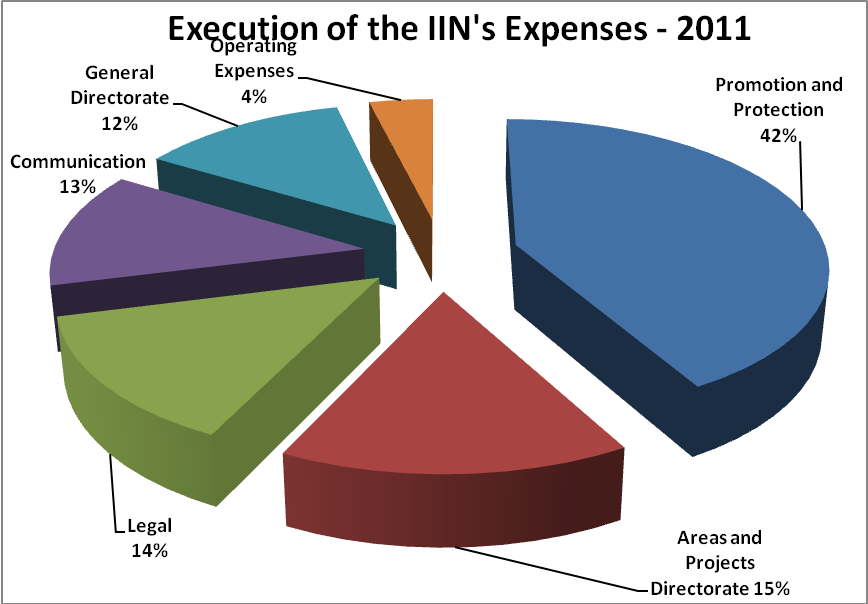 Execution of the IIN's Expenses - 2011
Operating
Expenses
4%
General
Directorate
12%
Communication
13%
Promotion and
Protection
42%
Legal
14%
Areas and
Projects
Directorate 15%